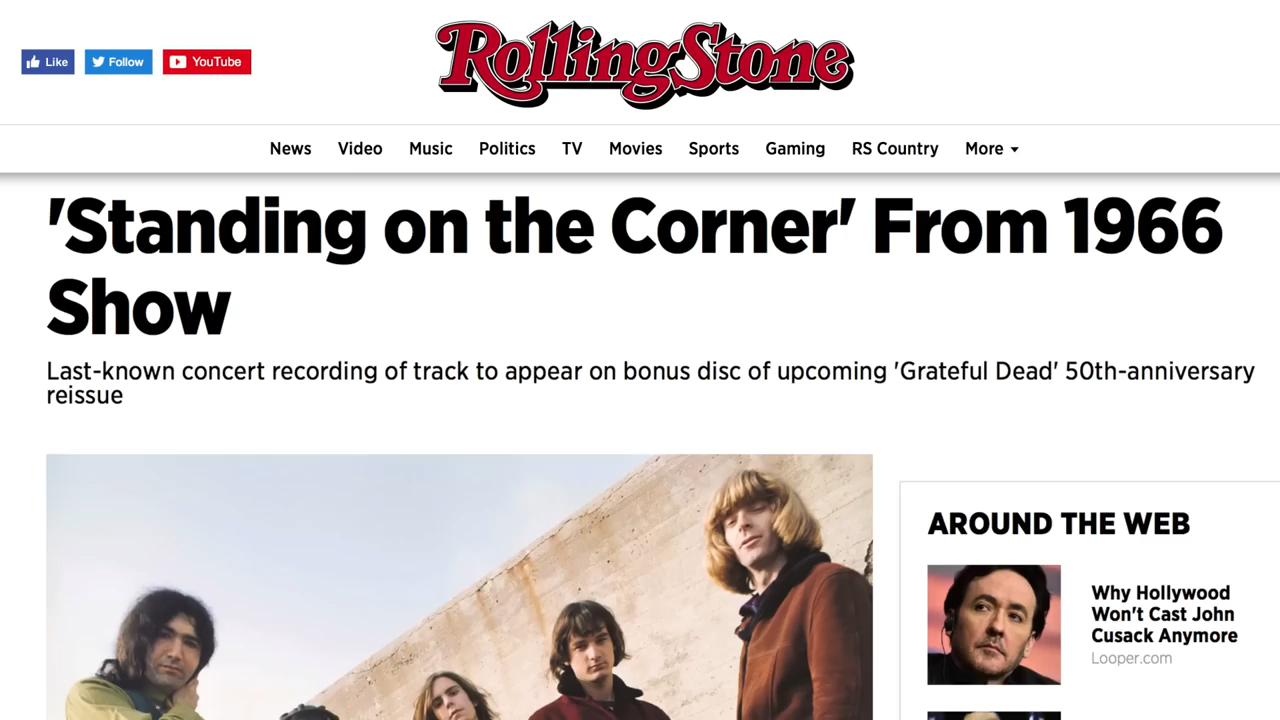 Like
Follow
YouTube
RollingStone
News Video Music Politics TV Movies Sports Gaming RS Country More
'Standing on the Corner' From 1966
Show
Last-known concert recording of track to appear on bonus disc of upcoming 'Grateful Dead' 50th-anniversary
reissue
AROUND THE WEB
Why Hollywood
Won't Cast John
Cusack Anymore
Looper.com